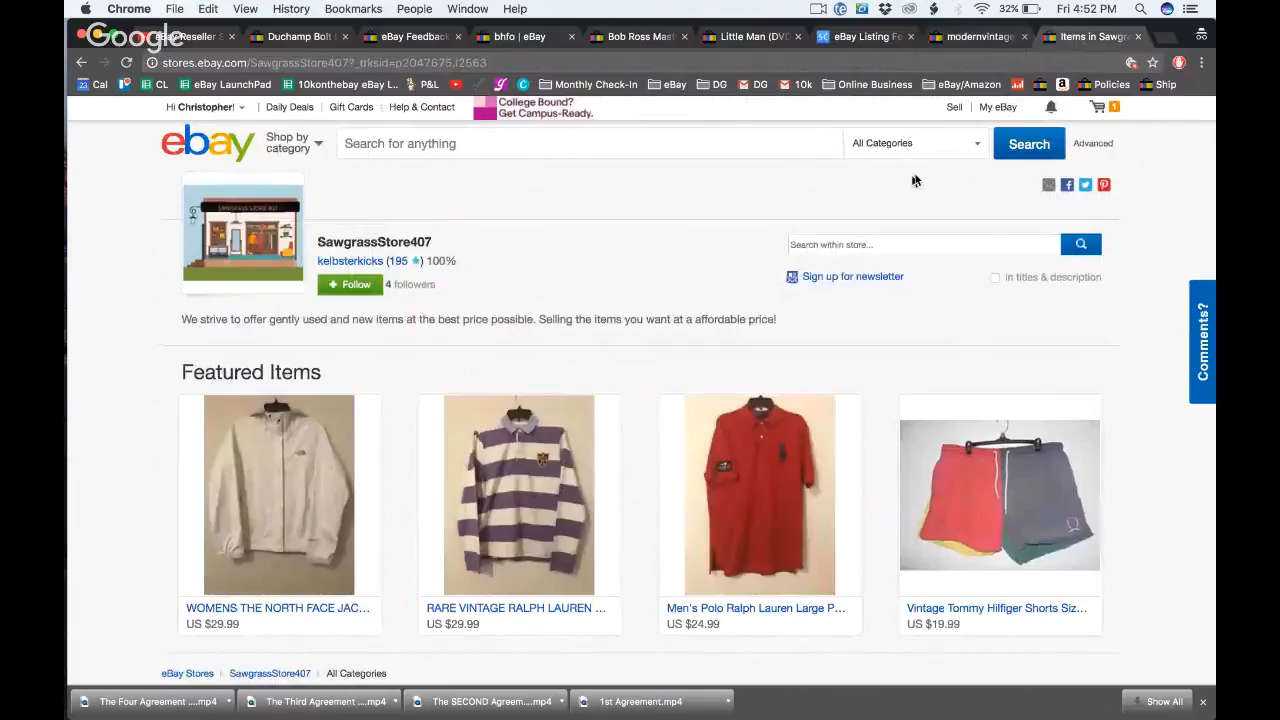 Chrome File Edit View History Bookmarks People Window Help 32% Fri 4:52 PM
Google
eBay Reseller S Duchamp Bolt eBay Feedback bhfo | eBay Bob Ross Mast Little Man (DVD eBay Listing Fo modernvintage Items in Sawgra
stores.ebay.com/SawgrassStore407?_trksid=p2047675.l2563
23 Cal CL eBay LaunchPad 10konthebay eBay L.. P&L Monthly Check-In eBay DG DG 10k Online Business eBay/Amazon Policies Ship
Hi Christopher! Daily Deals Gift Cards Help & Contact College Bound? Sell My eBay 1
Get Campus-Ready.
ebay Shop by category Search for anything All Categories Search Advanced
SAWGRASS STORE 407
SawgrassStore407
Search within store...
kelbsterkicks (195 ) 100%
Sign up for newsletter in titles & description
+ Follow 4 followers
Comments?
We strive to offer gently used and new items at the best price possible. Selling the items you want at a affordable price!
Featured Items
WOMENS THE NORTH FACE JAC... RARE VINTAGE RALPH LAUREN ... Men's Polo Ralph Lauren Large P... Vintage Tommy Hilfiger Shorts Siz...
US $29.99 US $29.99 US $24.99 US $19.99
eBay Stores SawgrassStore407 All Categories
The Four Agreement ....mp4 The Third Agreement ....mp4 The SECOND Agreem....mp4 1st Agreement.mp4 Show All